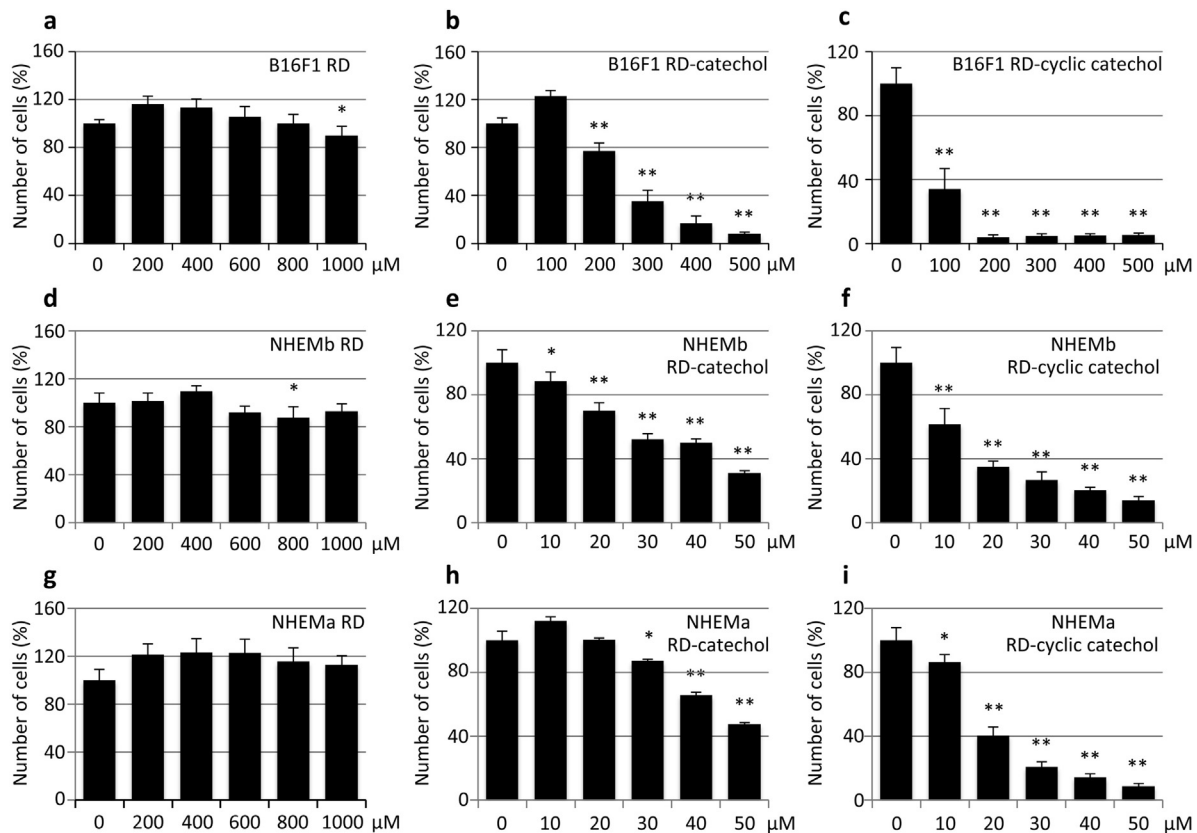 a
Number of cells (%)
160
120
80
40
0
B16F1 RD
*
0 200 400 600 800 1000 µM
b
Number of cells (%)
160
120
80
40
0
B16F1 RD-catechol
** ** ** **
0 100 200 300 400 500 µM
c
Number of cells (%)
120
80
40
0
B16F1 RD-cyclic catechol
** ** ** ** **
0 100 200 300 400 500 µM
d
Number of cells (%)
160
120
80
40
0
NHEMb RD
*
0 200 400 600 800 1000 µM
e
Number of cells (%)
120
80
40
0
NHEMb
RD-catechol
* ** ** ** **
0 10 20 30 40 50 µM
f
Number of cells (%)
120
80
40
0
NHEMb
RD-cyclic catechol
** ** ** ** **
0 10 20 30 40 50 µM
g
Number of cells (%)
160
120
80
40
0
NHEMa RD
0 200 400 600 800 1000 µM
h
Number of cells (%)
120
80
40
0
NHEMa
RD-catechol
* ** **
0 10 20 30 40 50 µM
i
Number of cells (%)
120
80
40
0
NHEMa
RD-cyclic catechol
* ** ** ** **
0 10 20 30 40 50 µM